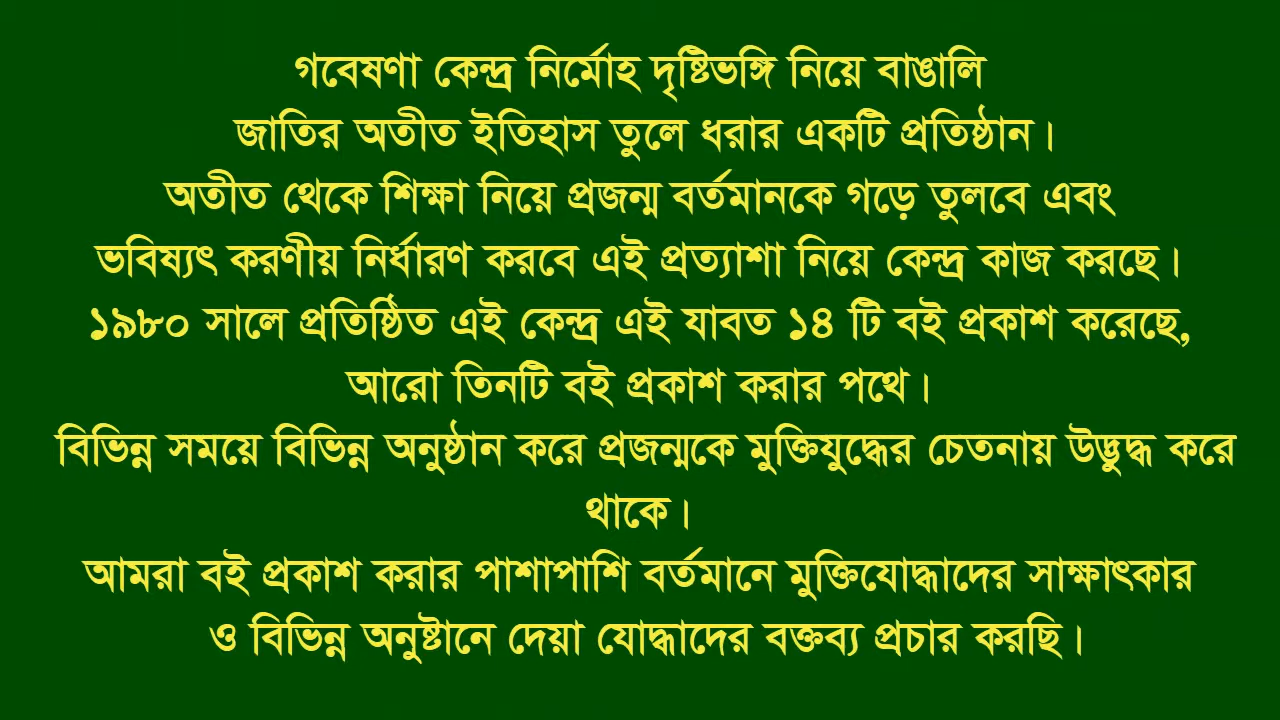 গবেষণা কেন্দ্র নির্মোহ দৃষ্টিভঙ্গি নিয়ে বাঙালি
জাতির অতীত ইতিহাস তুলে ধরার একটি প্রতিষ্ঠান।
অতীত থেকে শিক্ষা নিয়ে প্রজন্ম বর্তমানকে গড়ে তুলবে এবং
ভবিষ্যৎ করণীয় নির্ধারণ করবে এই প্রত্যাশা নিয়ে কেন্দ্র কাজ করছে।
১৯৮০ সালে প্রতিষ্ঠিত এই কেন্দ্র এই যাবত ১৪ টি বই প্রকাশ করেছে,
আরো তিনটি বই প্রকাশ করার পথে।
বিভিন্ন সময়ে বিভিন্ন অনুষ্ঠান করে প্রজন্মকে মুক্তিযুদ্ধের চেতনায় উদ্ভুদ্ধ করে
থাকে।
আমরা বই প্রকাশ করার পাশাপাশি বর্তমানে মুক্তিযোদ্ধাদের সাক্ষাৎকার
ও বিভিন্ন অনুষ্টানে দেয়া যোদ্ধাদের বক্তব্য প্রচার করছি।